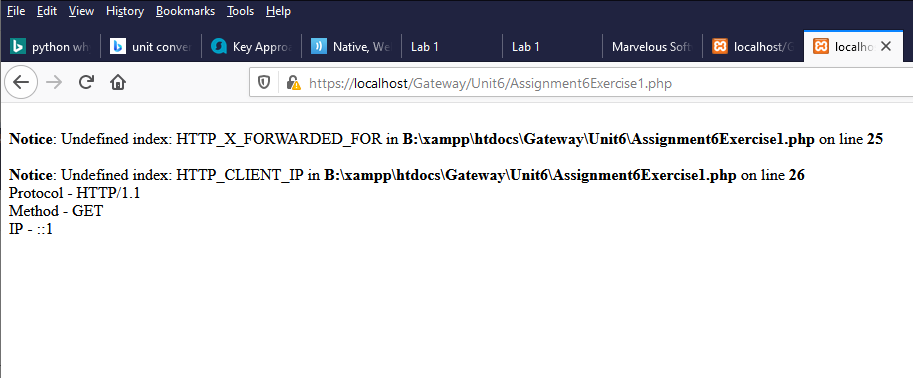 File Edit View History Bookmarks Tools Help
python wh
unit conver
Key Approa
Native, We
Lab 1
Lab 1
Marvelous Soft
localhost/G
localho
https://localhost/Gateway/Unit6/Assignment6Exercise1.php
Notice: Undefined index: HTTP_X_FORWARDED_FOR in B:\xampp\htdocs\Gateway\Unit6\Assignment6Exercise1.php on line 25
Notice: Undefined index: HTTP_CLIENT_IP in B:\xampp\htdocs\Gateway\Unit6\Assignment6Exercise1.php on line 26
Protocol - HTTP/1.1
Method - GET
IP - ::1